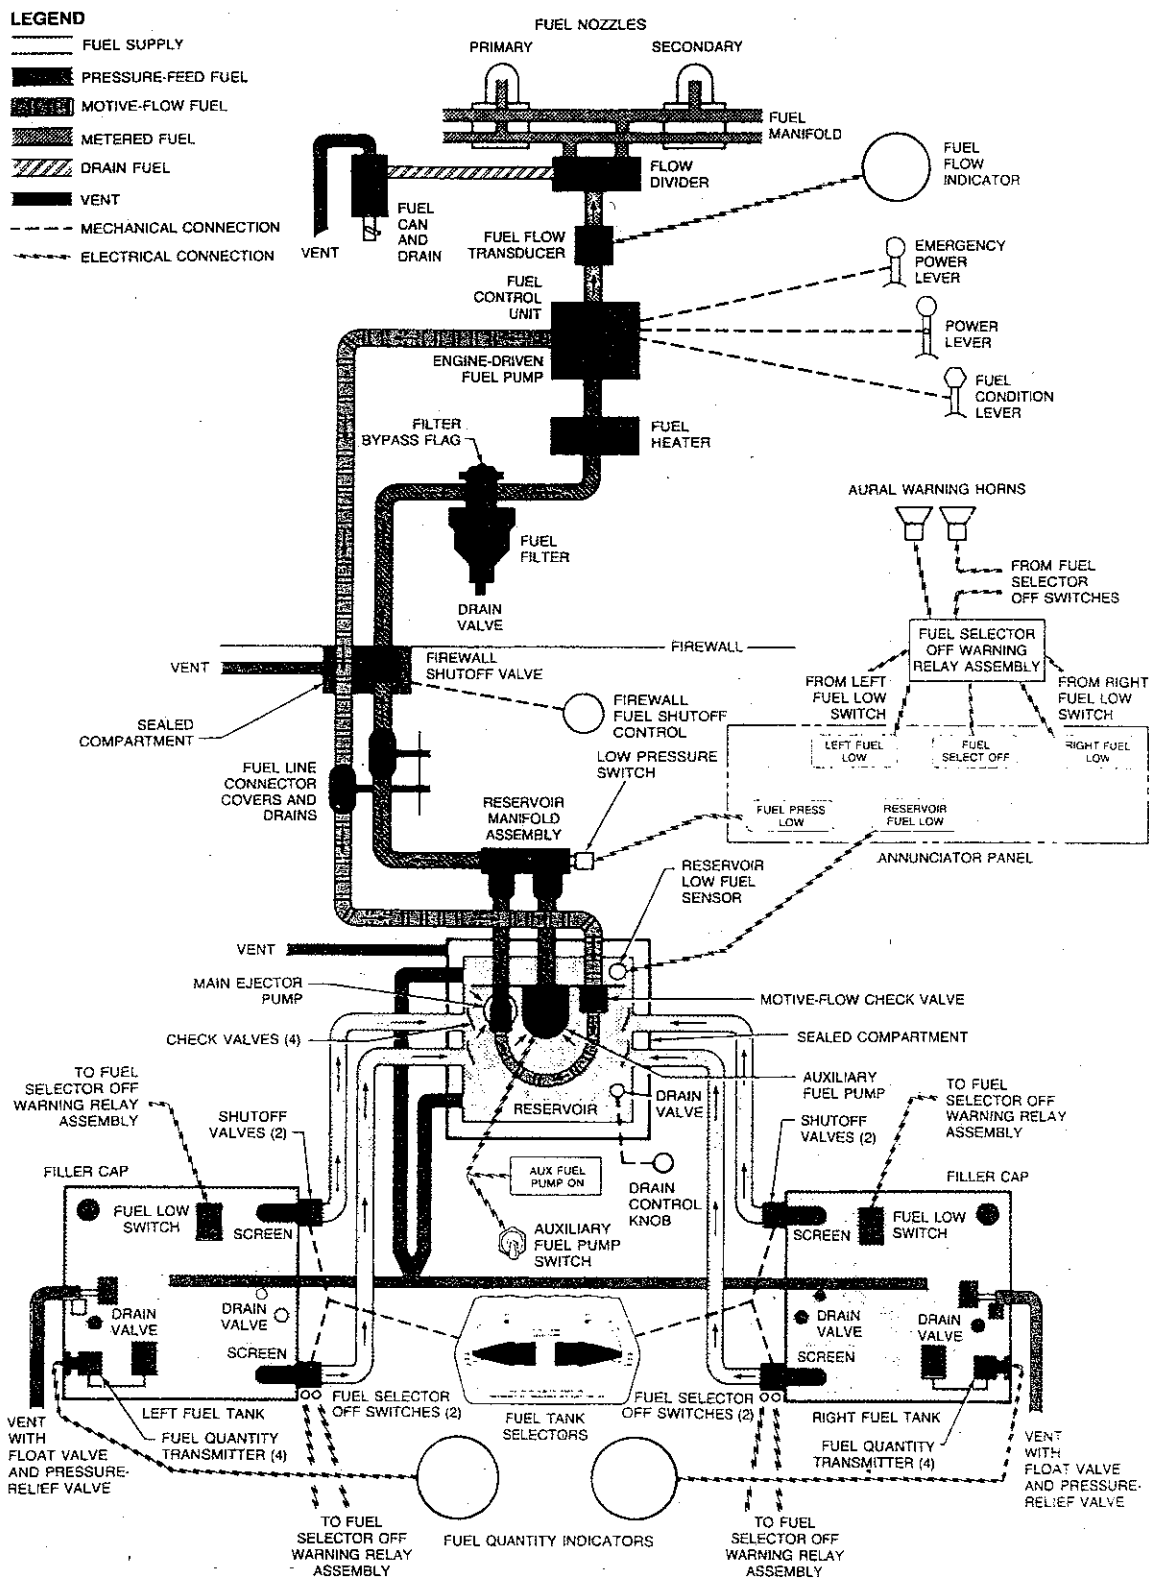 LEGEND
FUEL SUPPLY
PRESSURE-FEED FUEL
MOTIVE-FLOW FUEL
METERED FUEL
DRAIN FUEL
VENT
MECHANICAL CONNECTION
ELECTRICAL CONNECTION
FUEL NOZZLES
PRIMARY
SECONDARY
FUEL
MANIFOLD
FLOW
DIVIDER
FUEL
FLOW
INDICATOR
FUEL
CAN
AND
DRAIN
VENT
FUEL FLOW
TRANSDUCER
FUEL
CONTROL
UNIT
EMERGENCY
POWER
LEVER
POWER
LEVER
ENGINE-DRIVEN
FUEL PUMP
FUEL
CONDITION
LEVER
FUEL
HEATER
FILTER
BYPASS FLAG
FUEL
FILTER
DRAIN
VALVE
AURAL WARNING HORNS
FROM FUEL
SELECTOR
OFF SWITCHES
FUEL SELECTOR
OFF WARNING
RELAY ASSEMBLY
FIREWALL
VENT
FIREWALL
SHUTOFF VALVE
FROM LEFT
FUEL LOW
SWITCH
FROM RIGHT
FUEL LOW
SWITCH
SEALED
COMPARTMENT
FIREWALL
FUEL SHUTOFF
CONTROL
LEFT FUEL
LOW
FUEL
SELECT OFF
RIGHT FUEL
LOW
FUEL LINE
CONNECTOR
COVERS AND
DRAINS
LOW PRESSURE
SWITCH
RESERVOIR
MANIFOLD
ASSEMBLY
FUEL PRESS
LOW
RESERVOIR
FUEL LOW
ANNUNCIATOR PANEL
RESERVOIR
LOW FUEL
SENSOR
VENT
MAIN EJECTOR
PUMP
MOTIVE-FLOW CHECK VALVE
CHECK VALVES (4)
SEALED COMPARTMENT
AUXILIARY
FUEL PUMP
RESERVOIR
DRAIN
VALVE
TO FUEL
SELECTOR OFF
WARNING RELAY
ASSEMBLY
SHUTOFF
VALVES (2)
SHUTOFF
VALVES (2)
TO FUEL
SELECTOR OFF
WARNING RELAY
ASSEMBLY
AUX FUEL
PUMP ON
DRAIN
CONTROL
KNOB
AUXILIARY
FUEL PUMP
SWITCH
FILLER CAP
FUEL LOW
SWITCH
SCREEN
DRAIN
VALVE
DRAIN
VALVE
SCREEN
FILLER CAP
SCREEN
FUEL LOW
SWITCH
DRAIN
VALVE
DRAIN
VALVE
SCREEN
LEFT FUEL TANK
FUEL SELECTOR
OFF SWITCHES (2)
FUEL TANK
SELECTORS
FUEL SELECTOR
OFF SWITCHES (2)
RIGHT FUEL TANK
VENT
WITH
FLOAT VALVE
AND PRESSURE-
RELIEF VALVE
FUEL QUANTITY
TRANSMITTER (4)
FUEL QUANTITY
TRANSMITTER (4)
VENT
WITH
FLOAT VALVE
AND PRESSURE-
RELIEF VALVE
TO FUEL
SELECTOR OFF
WARNING RELAY
ASSEMBLY
FUEL QUANTITY INDICATORS
TO FUEL
SELECTOR OFF
WARNING RELAY
ASSEMBLY